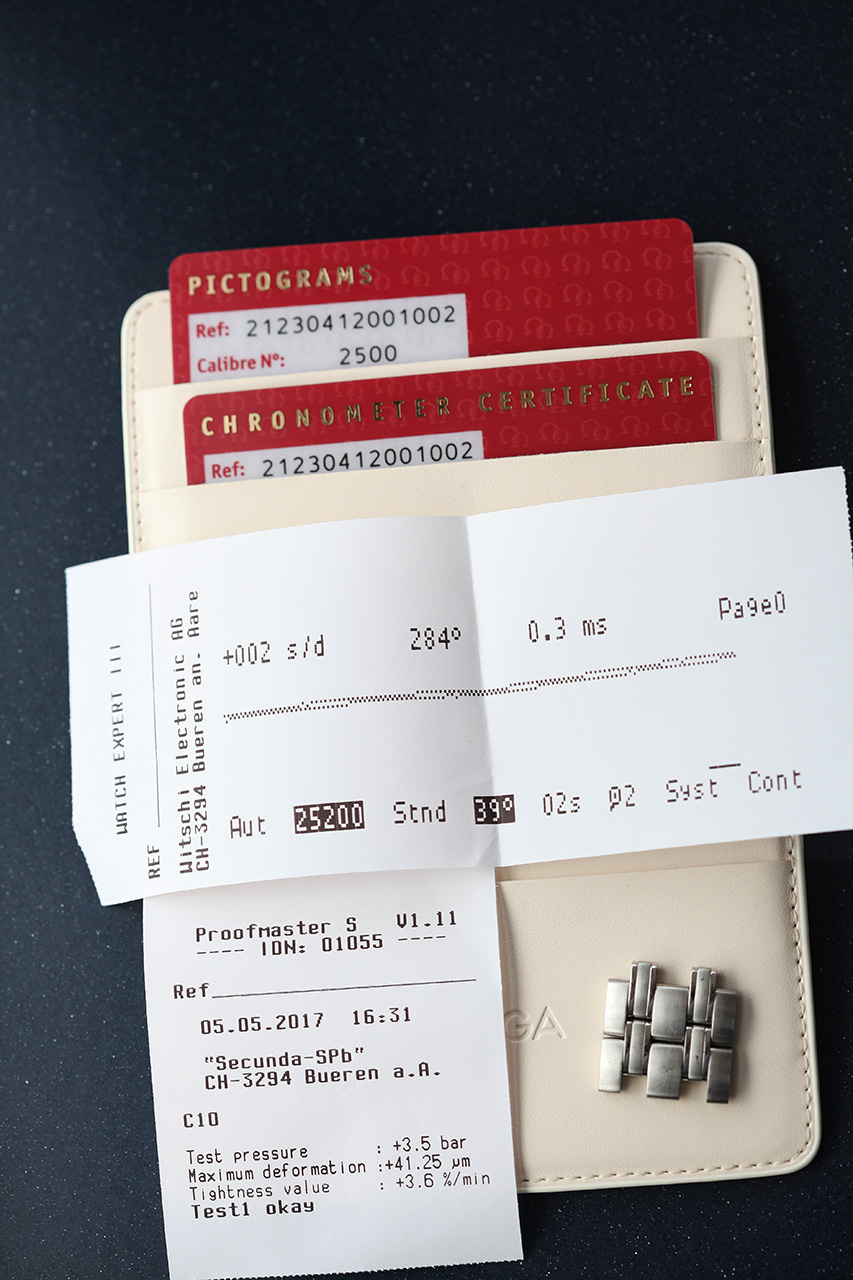 PICTOGRAMS
Ref: 21230412001002
Calibre Nº: 2500
CHRONOMETER CERTIFICATE
Ref: 21230412001002
WATCH EXPERT III
REF
Witschi Electronic AG
CH-3294 Bueren an. Aare
+002 s/d 284° 0.3 ms Page0
Aut 25200 Stnd 39° 02s @2 Syst Cont
ProofMaster S V1.11
---- IDN: 01055 ----
Ref
05.05.2017 16:31
"Secunda-SPb"
CH-3294 Bueren a.A.
C10
Test pressure : +3.5 bar
Maximum deformation :+41.25 µm
Tightness value : +3.6 %/min
Test1 okay
GA